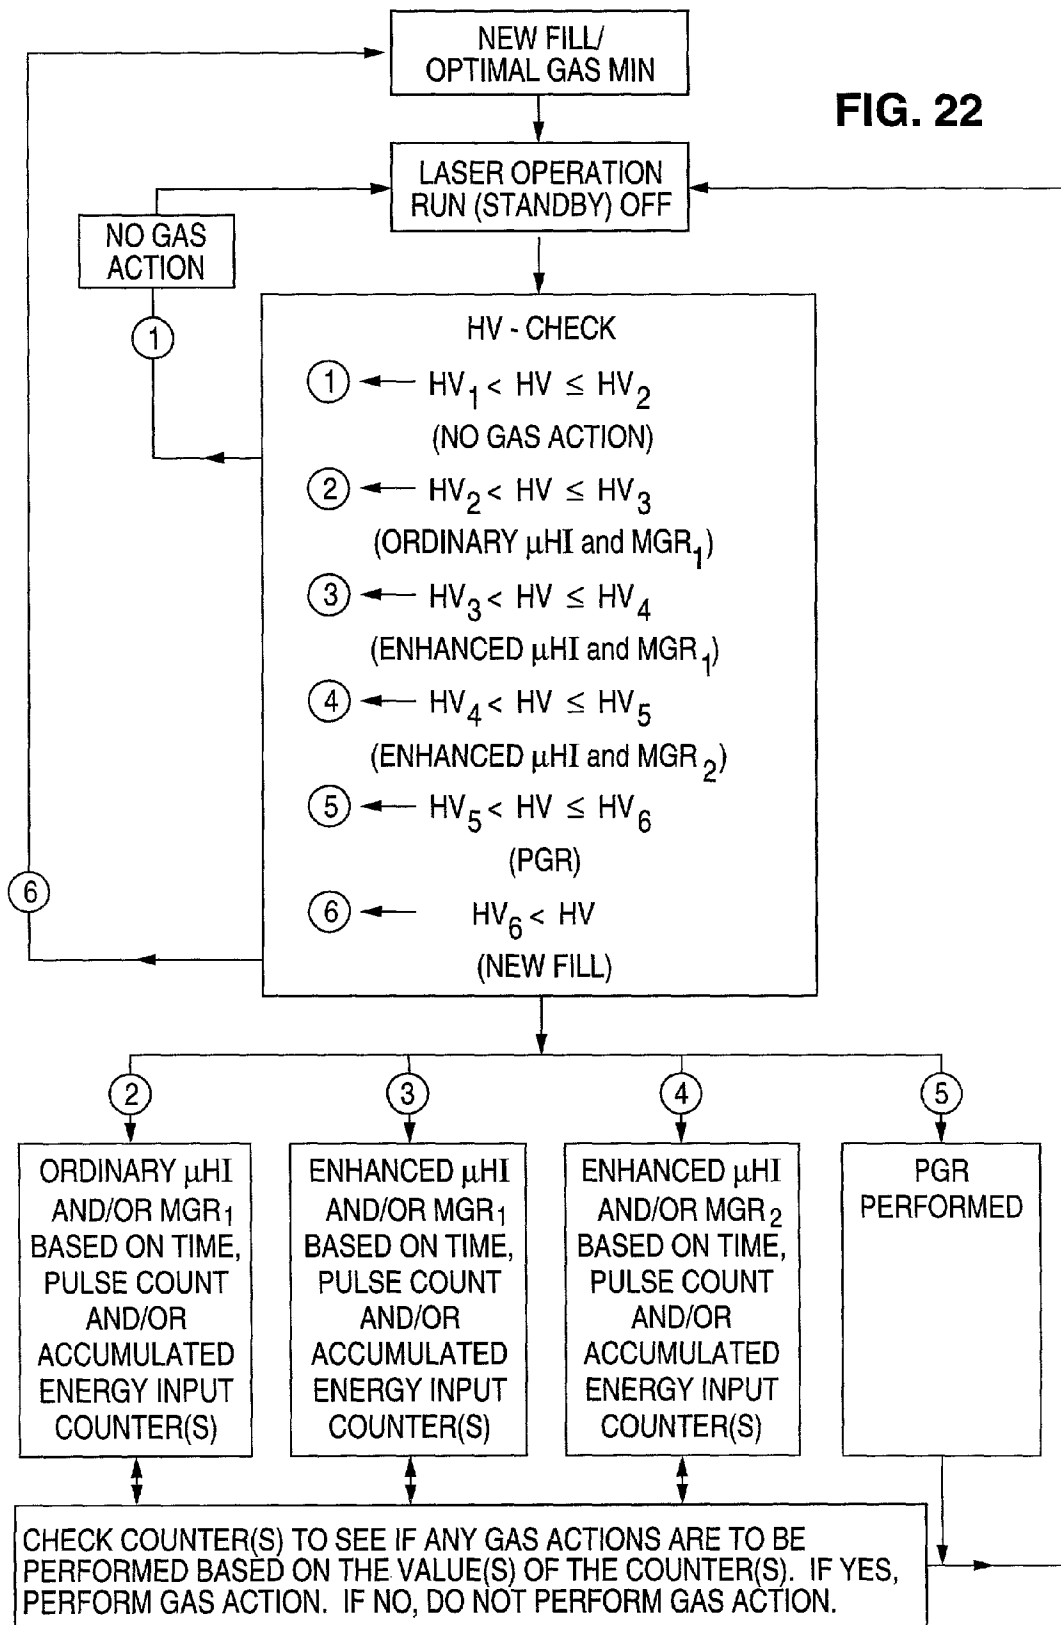 NEW FILL/
OPTIMAL GAS MIN
FIG. 22
LASER OPERATION
RUN (STANDBY) OFF
NO GAS
ACTION
1
HV - CHECK
1 HV1 < HV ≤ HV2
(NO GAS ACTION)
2 HV2 < HV ≤ HV3
(ORDINARY µHI and MGR1)
3 HV3 < HV ≤ HV4
(ENHANCED µHI and MGR1)
4 HV4 < HV ≤ HV5
(ENHANCED µHI and MGR2)
5 HV5 < HV ≤ HV6
(PGR)
6 HV6 < HV
(NEW FILL)
6
2
ORDINARY µHI
AND/OR MGR1
BASED ON TIME,
PULSE COUNT
AND/OR
ACCUMULATED
ENERGY INPUT
COUNTER(S)
3
ENHANCED µHI
AND/OR MGR1
BASED ON TIME,
PULSE COUNT
AND/OR
ACCUMULATED
ENERGY INPUT
COUNTER(S)
4
ENHANCED µHI
AND/OR MGR2
BASED ON TIME,
PULSE COUNT
AND/OR
ACCUMULATED
ENERGY INPUT
COUNTER(S)
5
PGR
PERFORMED
CHECK COUNTER(S) TO SEE IF ANY GAS ACTIONS ARE TO BE
PERFORMED BASED ON THE VALUE(S) OF THE COUNTER(S). IF YES,
PERFORM GAS ACTION. IF NO, DO NOT PERFORM GAS ACTION.